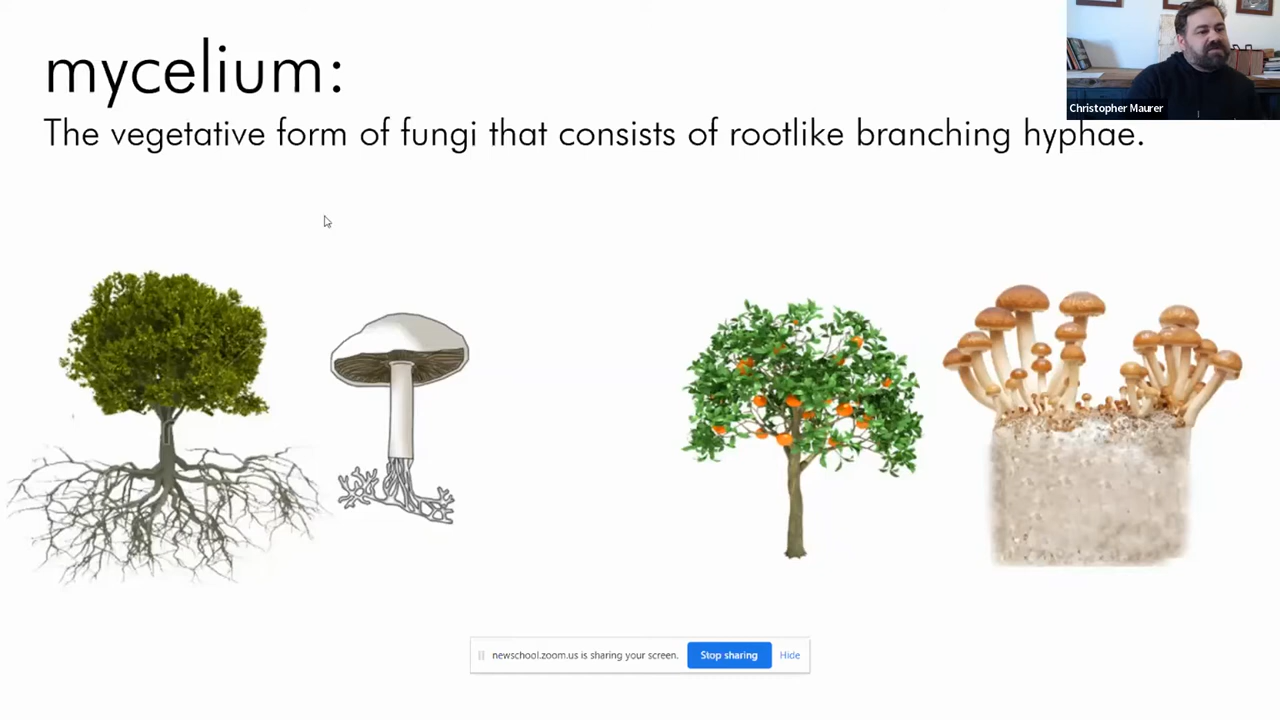 mycelium:
The vegetative form of fungi that consists of rootlike branching hyphae.
Christopher Maurer
newschool.zoom.us is sharing your screen.
Stop sharing
Hide